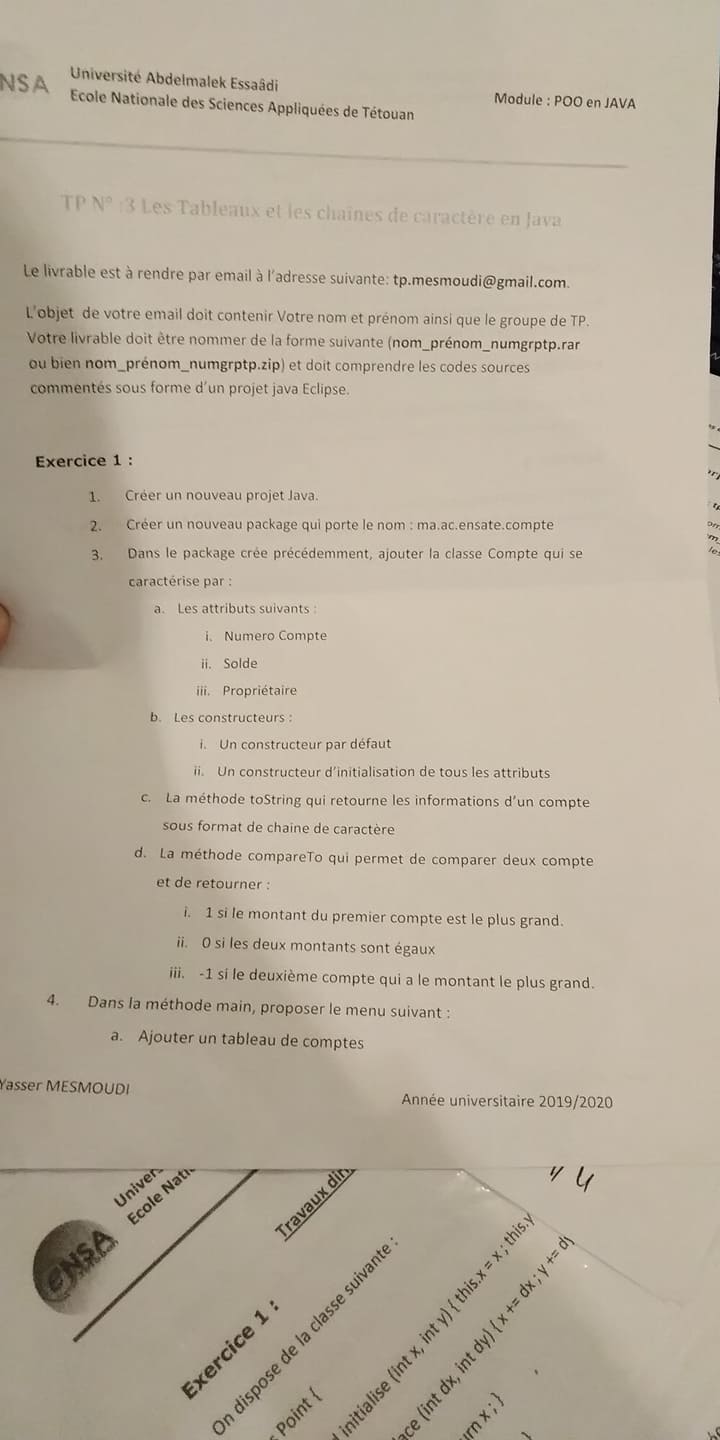 NSA
Université Abdelmalek Essaâdi
Ecole Nationale des Sciences Appliquées de Tétouan
Module : POO en JAVA
TP N° :3 Les Tableaux et les chaines de caractère en Java
Le livrable est à rendre par email à l'adresse suivante: tp.mesmoudi@gmail.com.
L'objet de votre email doit contenir Votre nom et prénom ainsi que le groupe de TP.
Votre livrable doit être nommer de la forme suivante (nom_prénom_numgrptp.rar
ou bien nom_prénom_numgrptp.zip) et doit comprendre les codes sources
commentés sous forme d'un projet java Eclipse.
Exercice 1 :
1. Créer un nouveau projet Java.
2. Créer un nouveau package qui porte le nom : ma.ac.ensate.compte
3. Dans le package crée précédemment, ajouter la classe Compte qui se
caractérise par :
a. Les attributs suivants :
i. Numero Compte
ii. Solde
iii. Propriétaire
b. Les constructeurs :
i. Un constructeur par défaut
ii. Un constructeur d'initialisation de tous les attributs
c. La méthode toString qui retourne les informations d'un compte
sous format de chaine de caractère
d. La méthode compareTo qui permet de comparer deux compte
et de retourner :
i. 1 si le montant du premier compte est le plus grand.
ii. 0 si les deux montants sont égaux
iii. -1 si le deuxième compte qui a le montant le plus grand.
4. Dans la méthode main, proposer le menu suivant :
a. Ajouter un tableau de comptes
Yasser MESMOUDI
Année universitaire 2019/2020
ENSA
Univer
Ecole Nati
Travaux diri
Exercice 1 :
On dispose de la classe suivante :
Point {
initialise (int x, int y) { this.x = x ; this.y
ce (int dx, int dy) { x += dx ; y += dy
rn x ; }